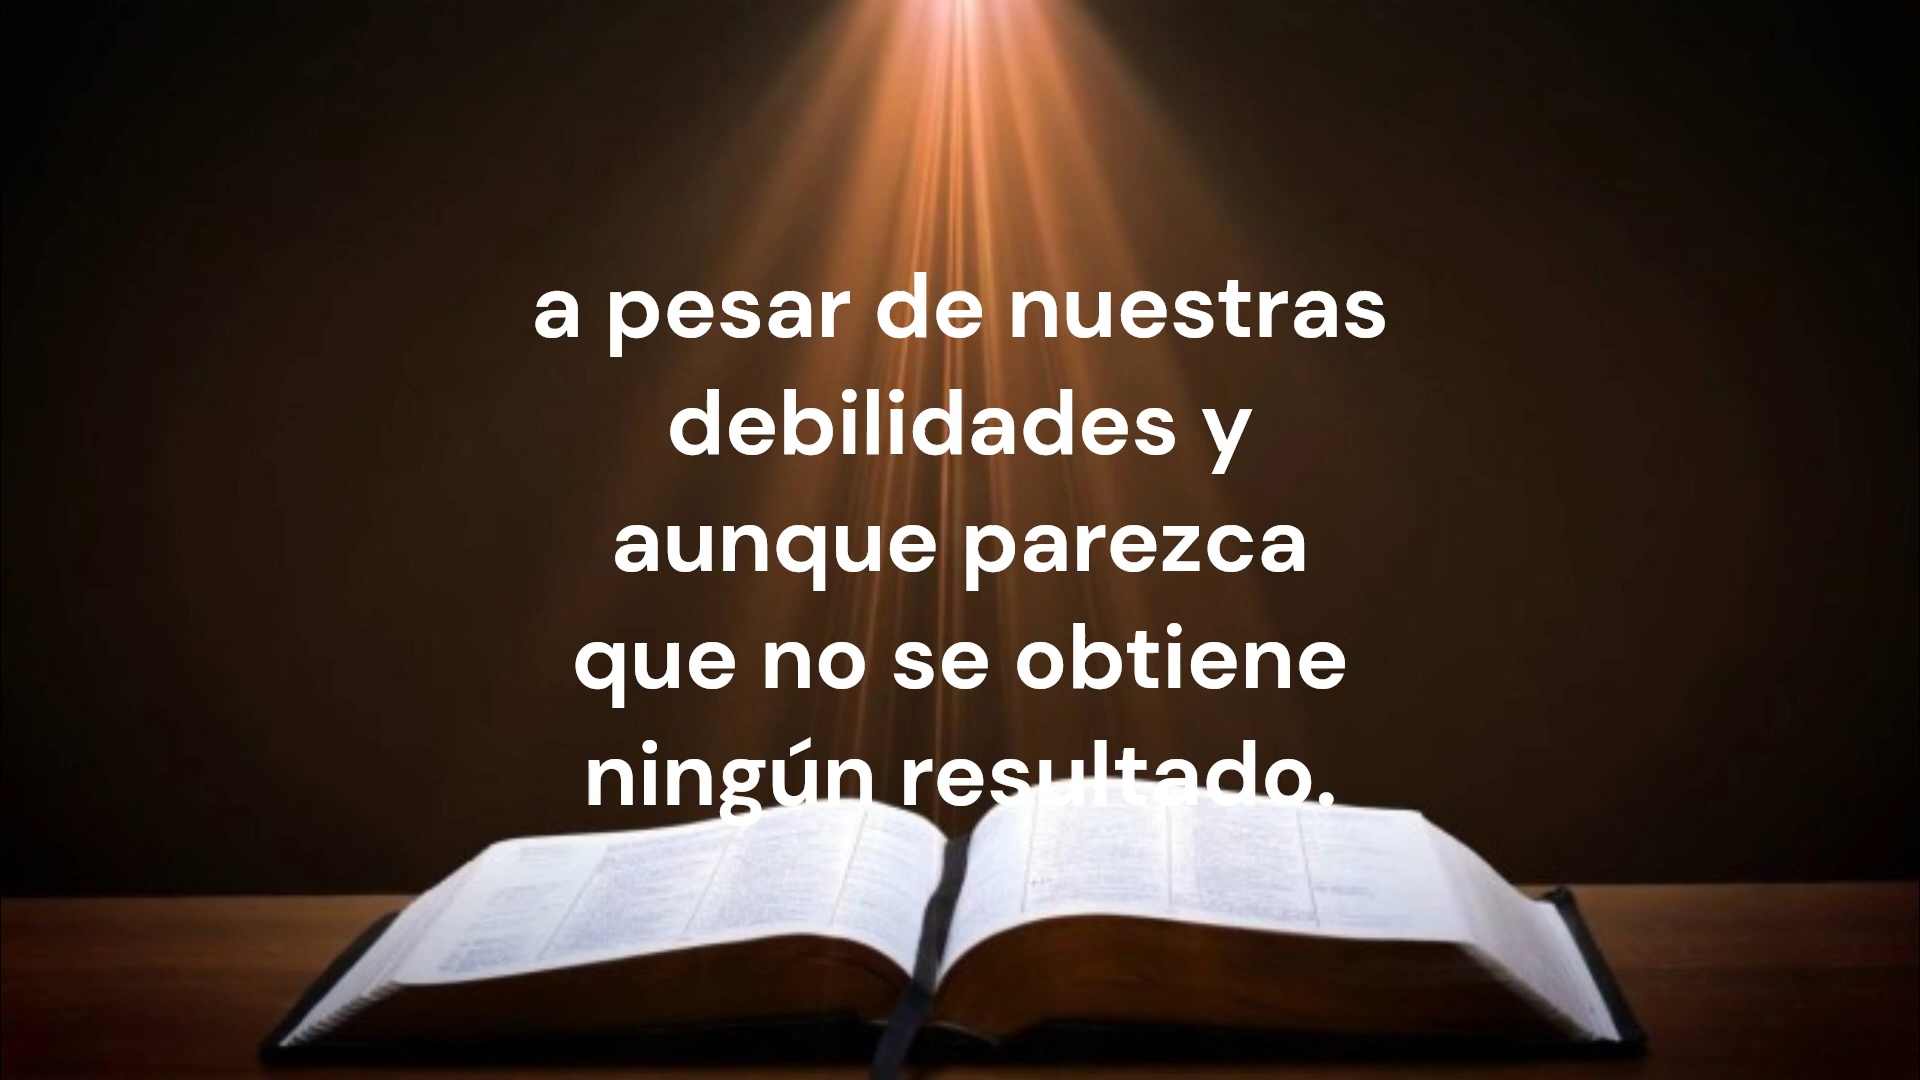 a pesar de nuestras
debilidades y
aunque parezca
que no se obtiene
ningún resultado.